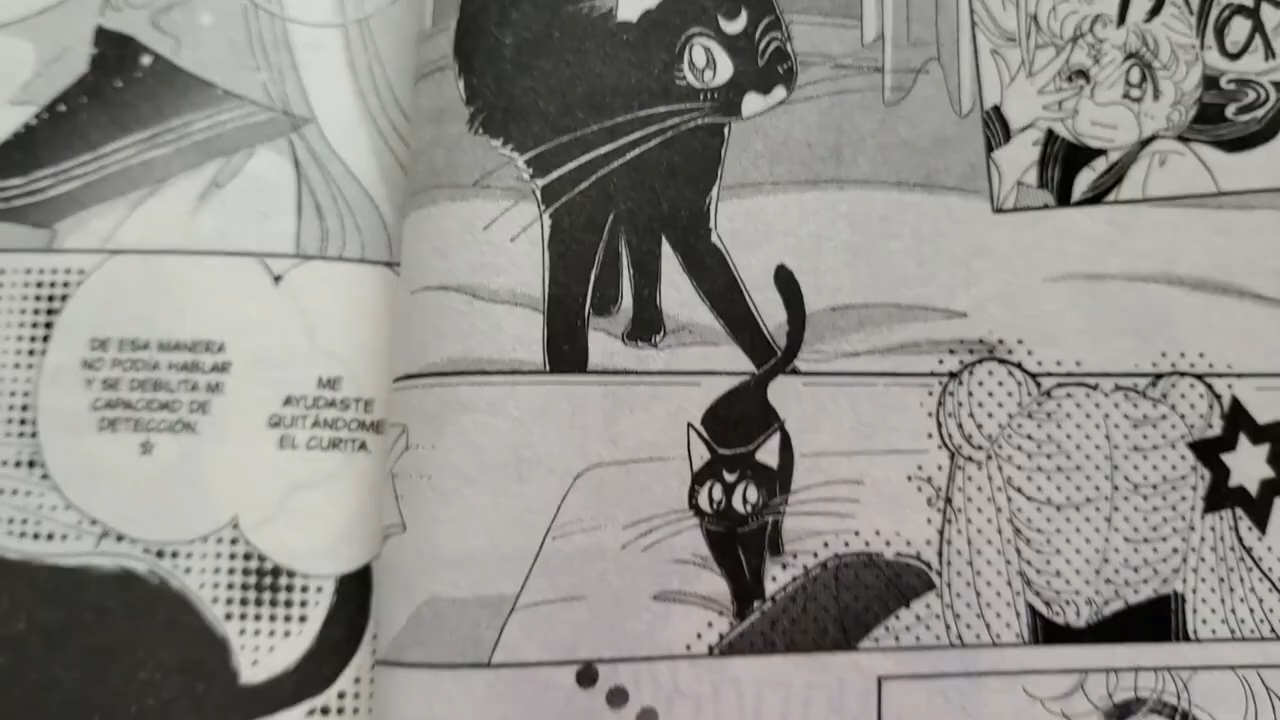 ME
AYUDASTE
QUITÁNDOME
EL CURITA.
DE ESA MANERA
NO PODÍA HABLAR
Y SE DEBILITA MI
CAPACIDAD DE
DETECCIÓN.
☆